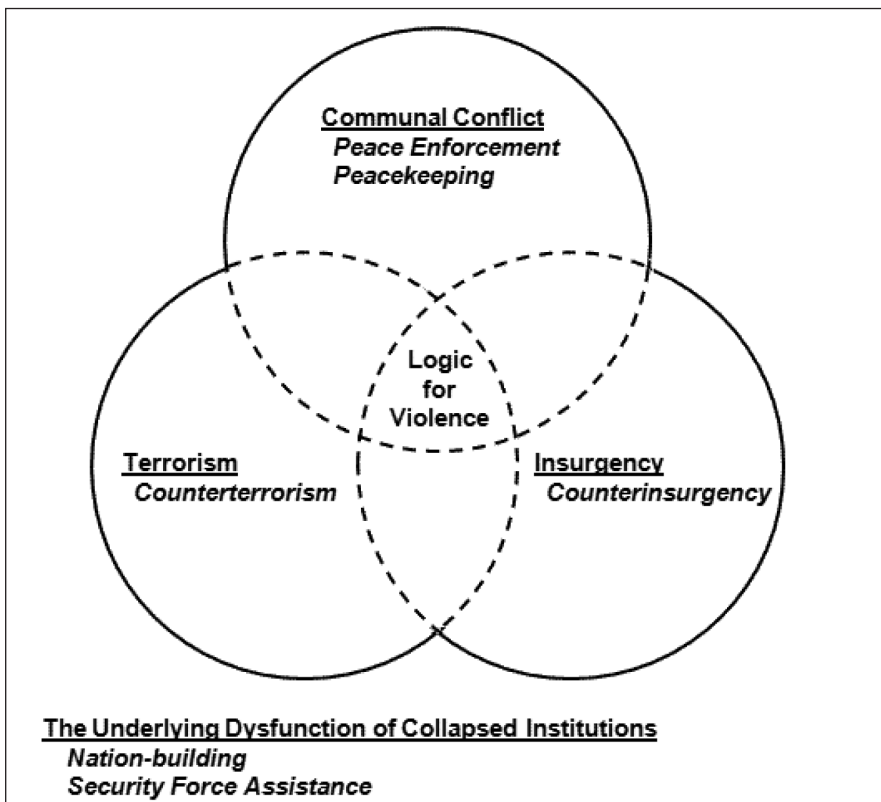 Communal Conflict
Peace Enforcement
Peacekeeping
Logic
for
Violence
Terrorism
Counterterrorism
Insurgency
Counterinsurgency
The Underlying Dysfunction of Collapsed Institutions
Nation-building
Security Force Assistance